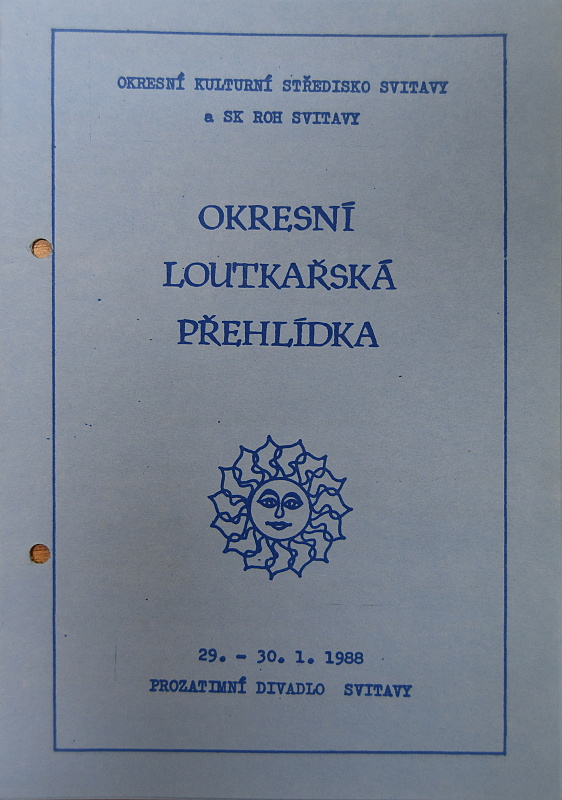 OKRESNÍ KULTURNÍ STŘEDISKO SVITAVY
a SK ROH SVITAVY
OKRESNÍ
LOUTKAŘSKÁ
PŘEHLÍDKA
29. - 30. 1. 1988
PROZATIMNÍ DIVADLO SVITAVY